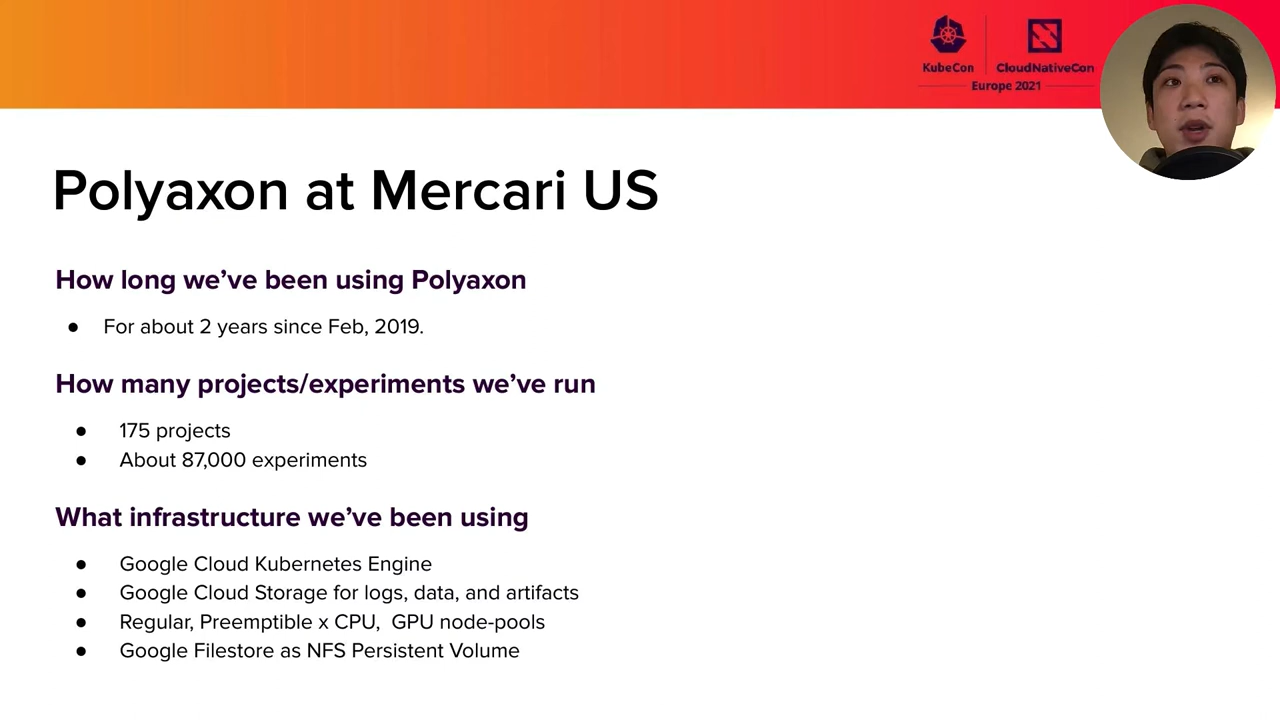 KubeCon
CloudNativeCon
Europe 2021
Polyaxon at Mercari US
How long we’ve been using Polyaxon
● For about 2 years since Feb, 2019.
How many projects/experiments we’ve run
● 175 projects
● About 87,000 experiments
What infrastructure we’ve been using
● Google Cloud Kubernetes Engine
● Google Cloud Storage for logs, data, and artifacts
● Regular, Preemptible x CPU, GPU node-pools
● Google Filestore as NFS Persistent Volume